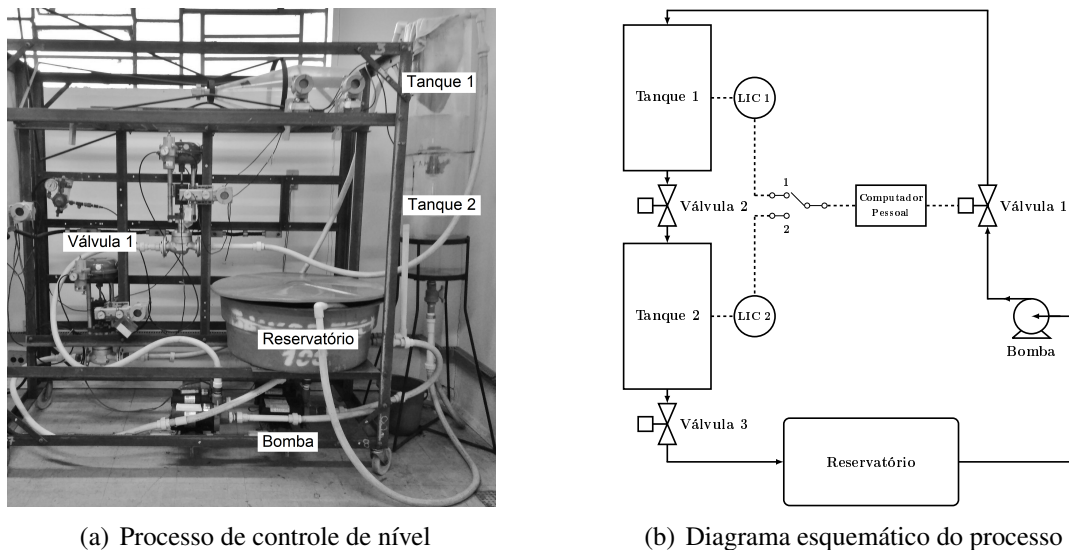 Tanque 1
Tanque 2
Válvula 1
Reservatório
100
Bomba
(a) Processo de controle de nível
Tanque 1
LIC 1
Válvula 2
1
2
Computador
Pessoal
Válvula 1
Tanque 2
LIC 2
Bomba
Válvula 3
Reservatório
(b) Diagrama esquemático do processo